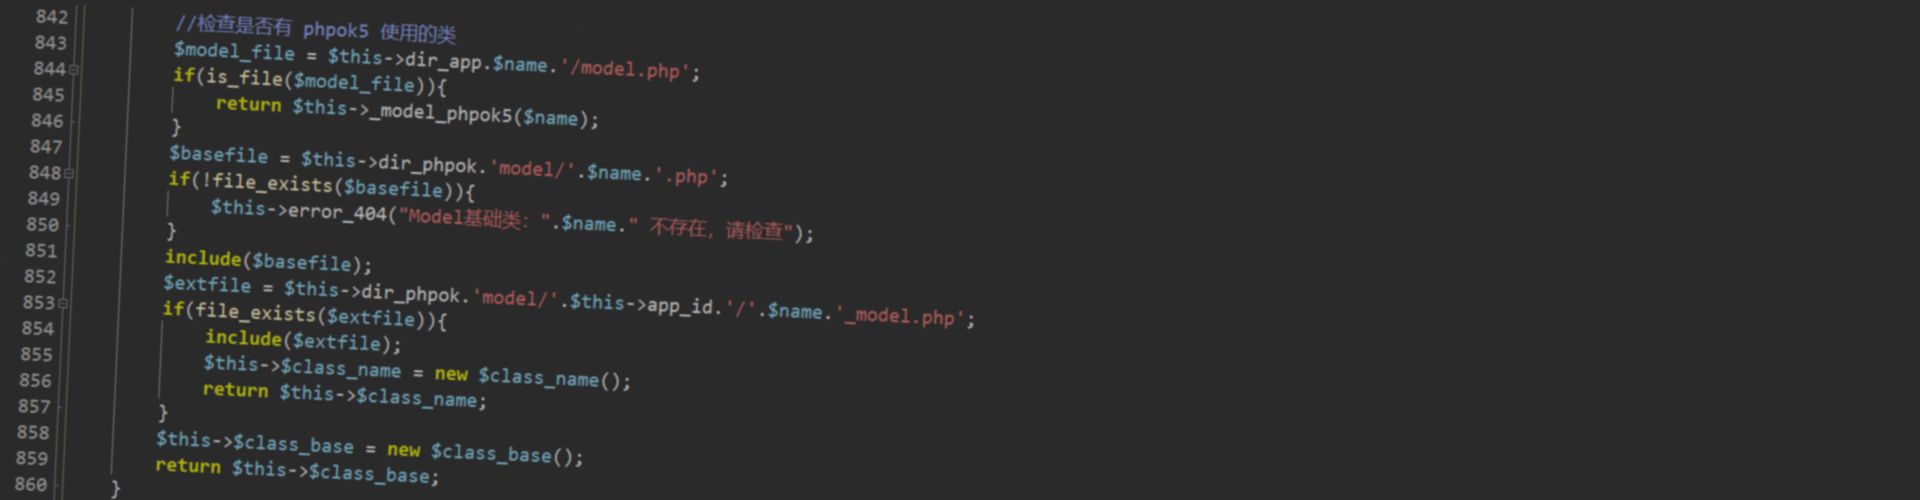 842 //检查是否有 phpok5 使用的类
843 $model_file = $this->dir_app.$name.'/model.php';
844 if(is_file($model_file)){
845 return $this->_model_phpok5($name);
846 }
847 $basefile = $this->dir_phpok.'model/'.$name.'.php';
848 if(!file_exists($basefile)){
849 $this->error_404("Model基础类：".$name." 不存在，请检查");
850 }
851 include($basefile);
852 $extfile = $this->dir_phpok.'model/'.$this->app_id.'/'.$name.'_model.php';
853 if(file_exists($extfile)){
854 include($extfile);
855 $this->$class_name = new $class_name();
856 return $this->$class_name;
857 }
858 $this->$class_base = new $class_base();
859 return $this->$class_base;
860 }